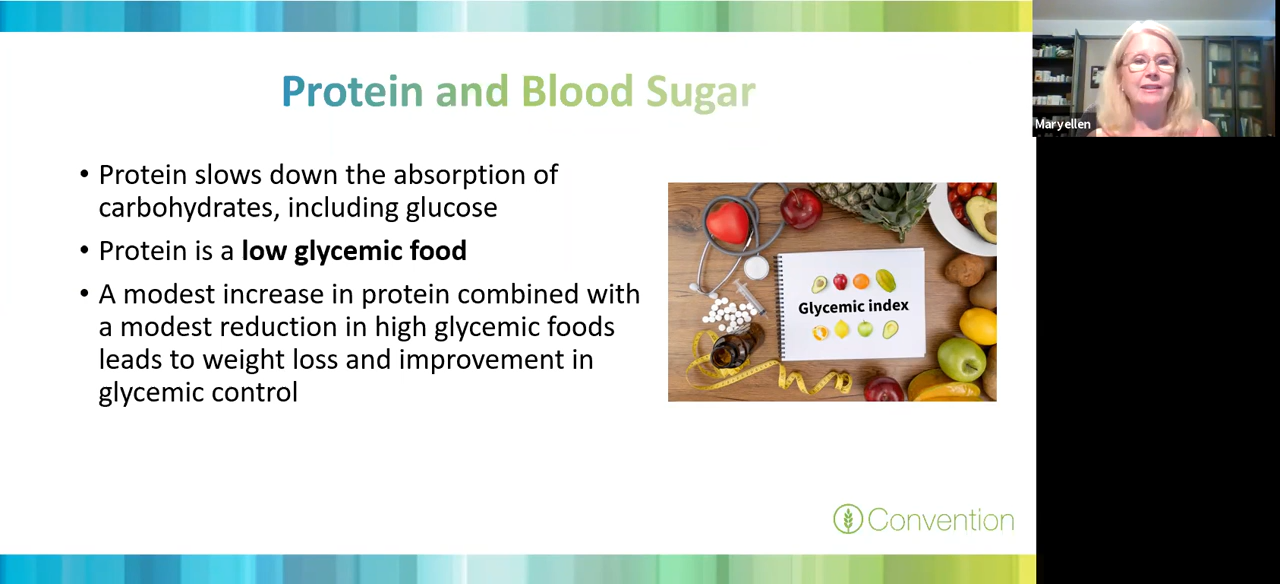 Protein and Blood Sugar
• Protein slows down the absorption of
carbohydrates, including glucose
• Protein is a low glycemic food
• A modest increase in protein combined with
a modest reduction in high glycemic foods
leads to weight loss and improvement in
glycemic control
Glycemic index
Convention
Maryellen